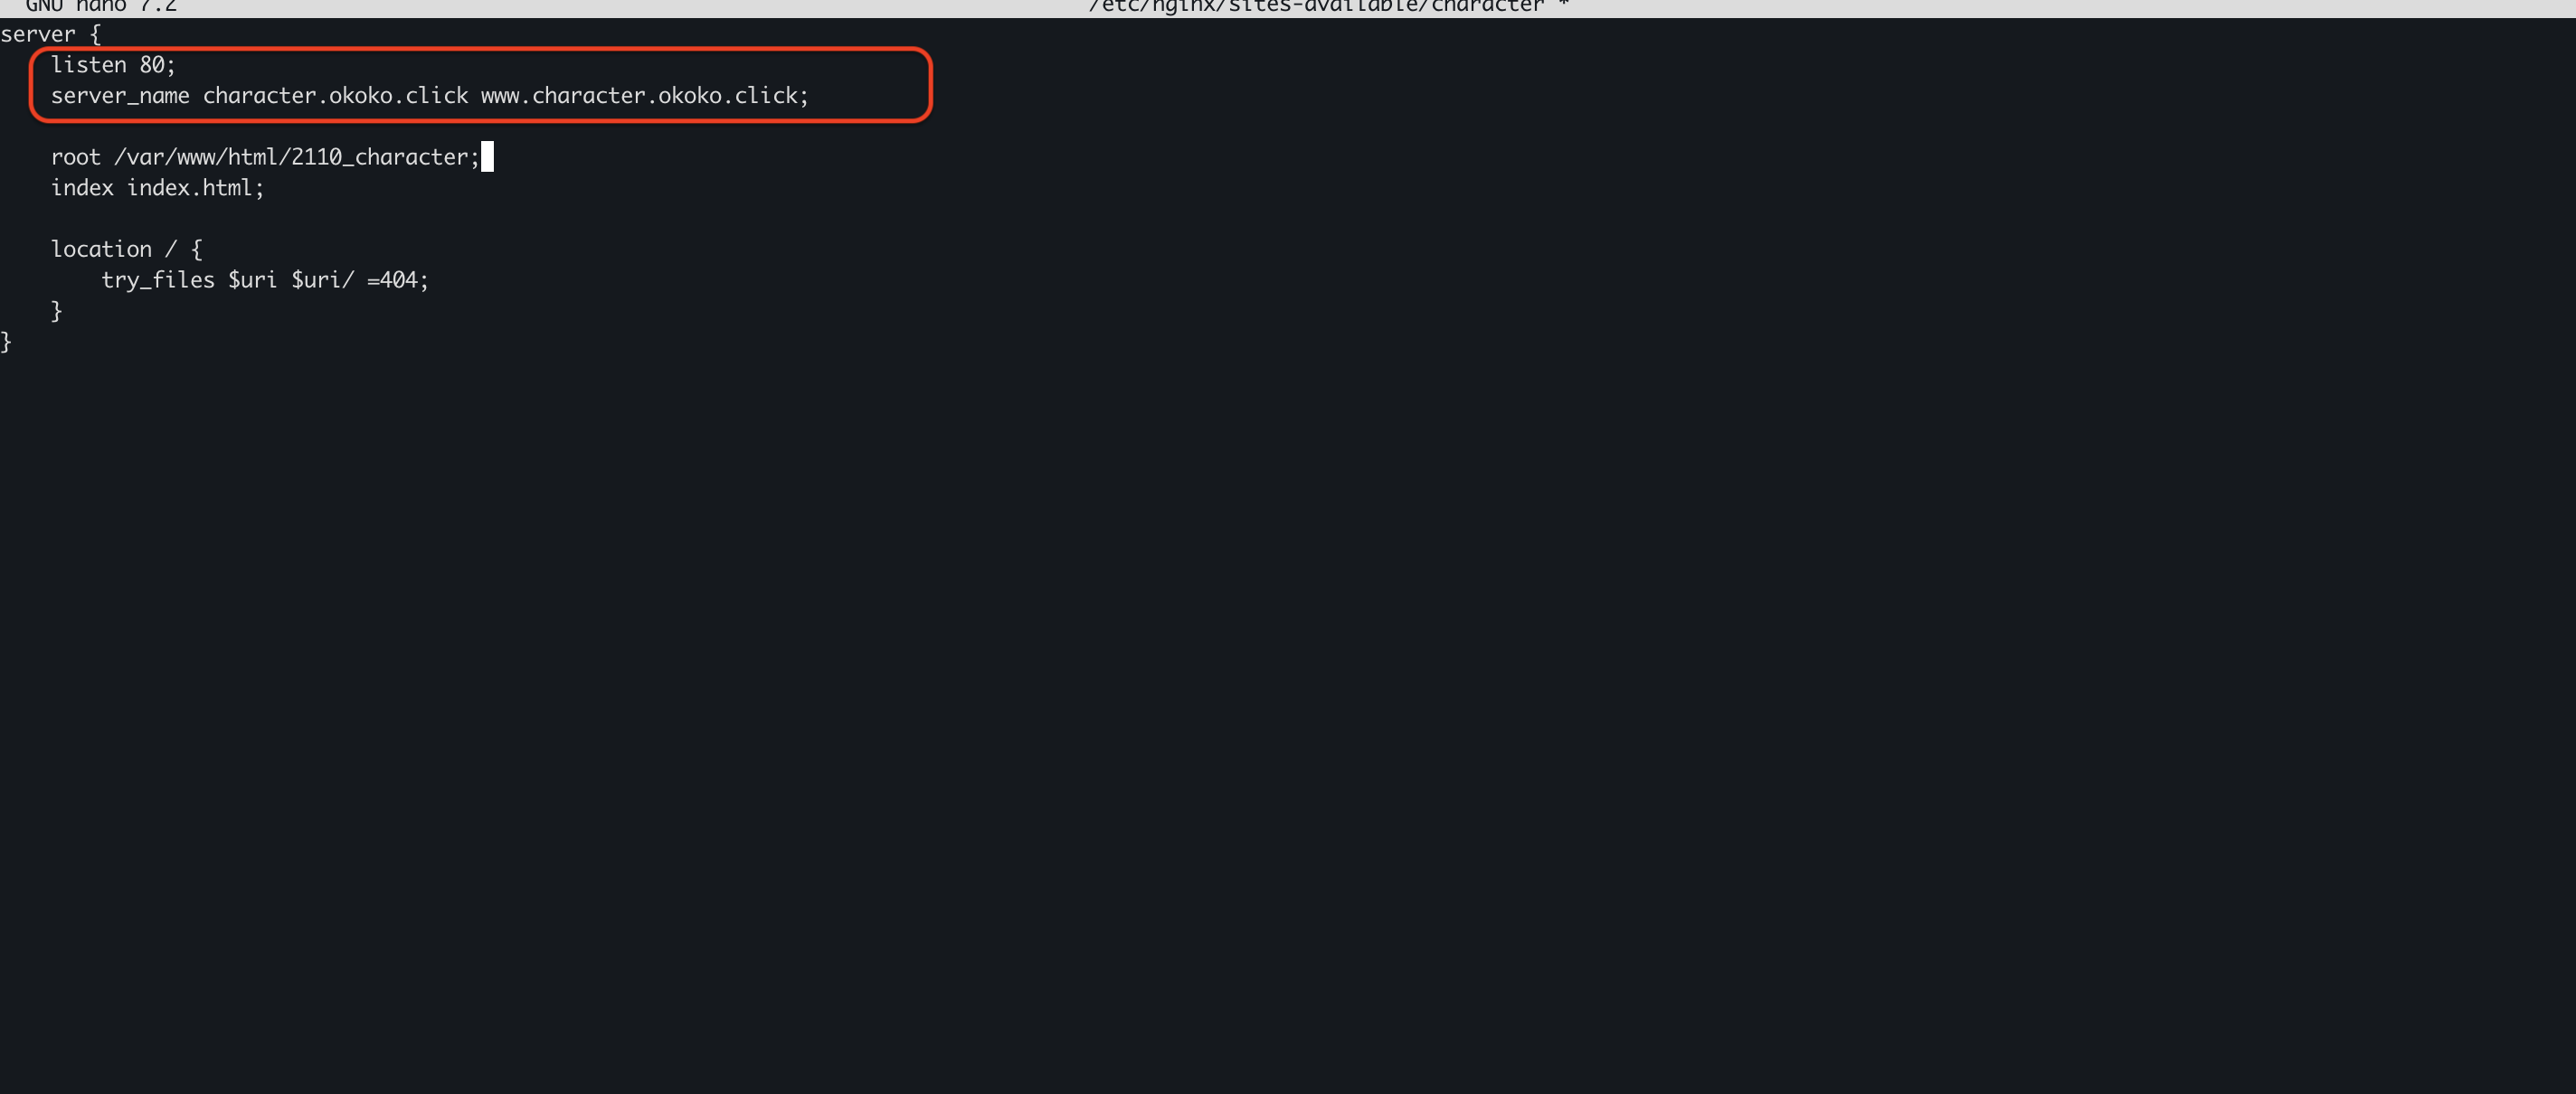 GNU nano 7.2 /etc/nginx/sites-available/character *
server {
    listen 80;
    server_name character.okoko.click www.character.okoko.click;

    root /var/www/html/2110_character;
    index index.html;

    location / {
        try_files $uri $uri/ =404;
    }
}